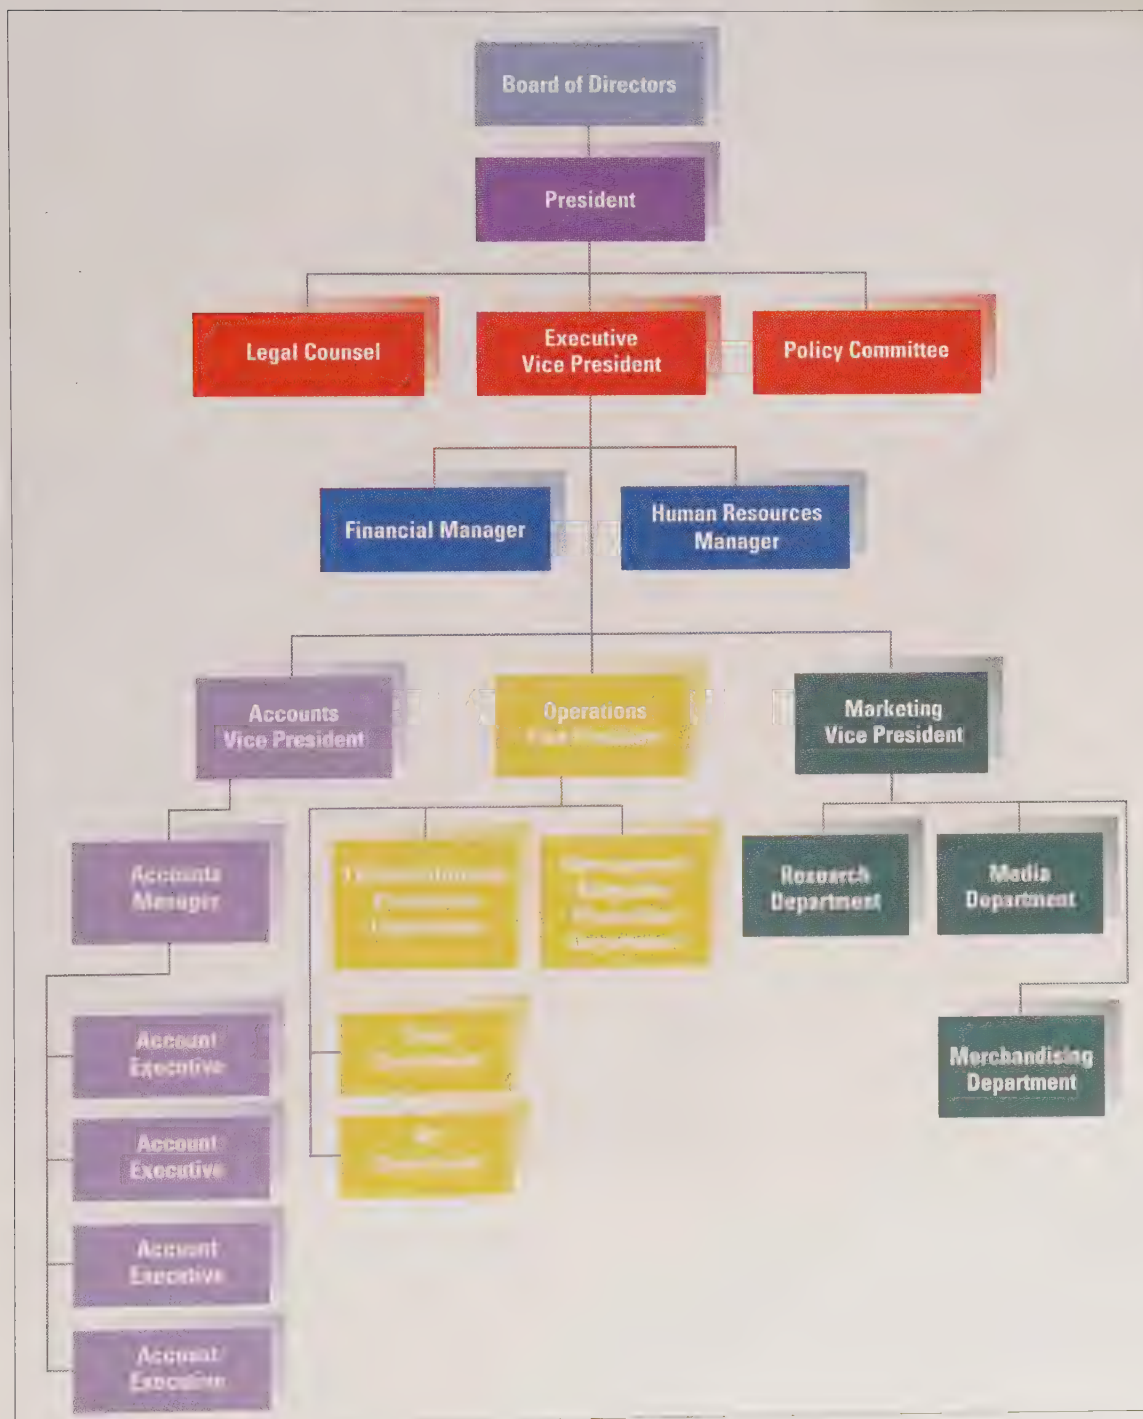 Board of Directors
President
Legal Counsel
Executive
Vice President
Policy Committee
Financial Manager
Human Resources
Manager
Accounts
Vice President
Operations
Vice President
Marketing
Vice President
Accounts
Manager
Research
Department
Media
Department
Account
Executive
Merchandising
Department
Account
Executive
Account
Executive
Account
Executive